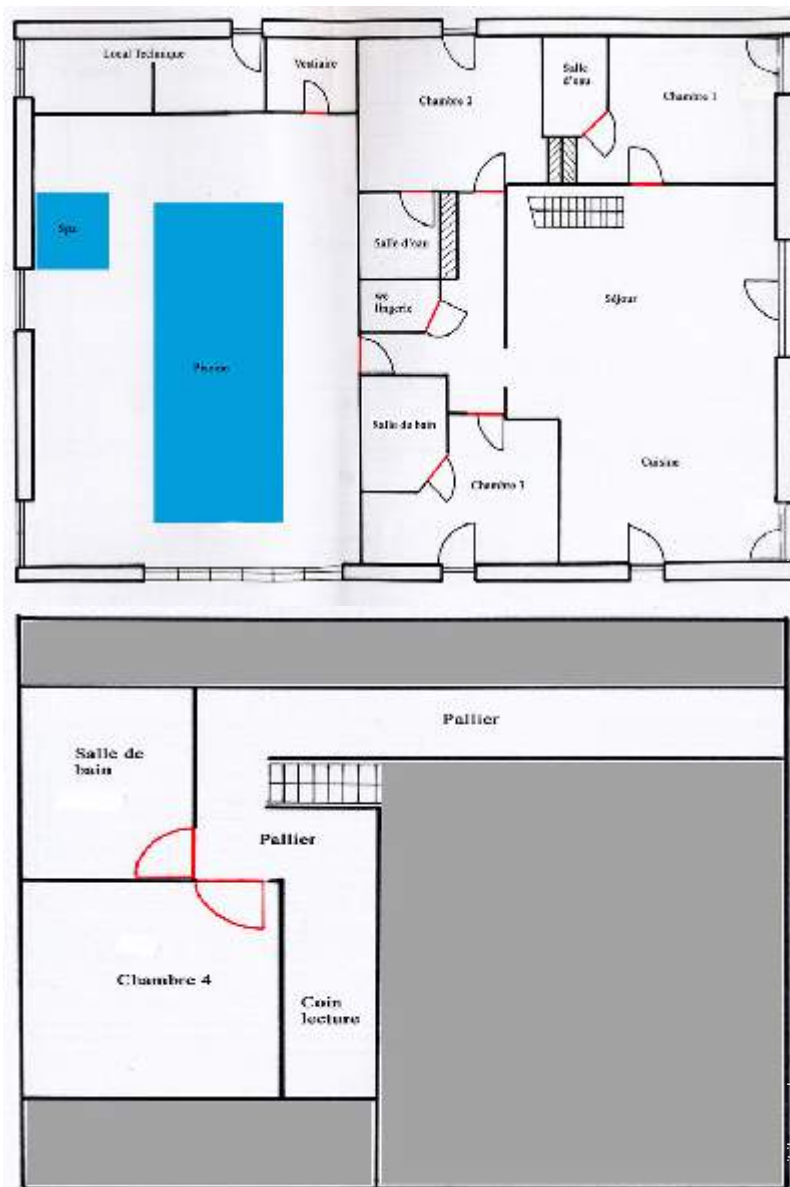 Local Technique
Vestiaire
Salle
d'eau
Chambre 2
Chambre 1
Spa
Salle d'eau
wc
lingerie
Séjour
Piscine
Salle de bain
Cuisine
Chambre 3
Pallier
Salle de
bain
Pallier
Chambre 4
Coin
lecture